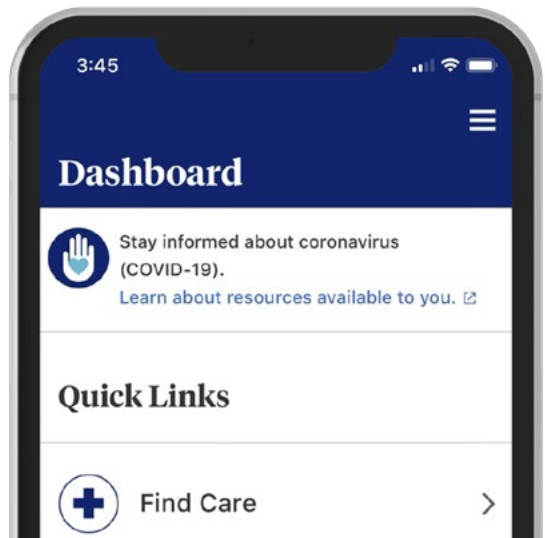 3:45
Dashboard
Stay informed about coronavirus
(COVID-19).
Learn about resources available to you.
Quick Links
Find Care